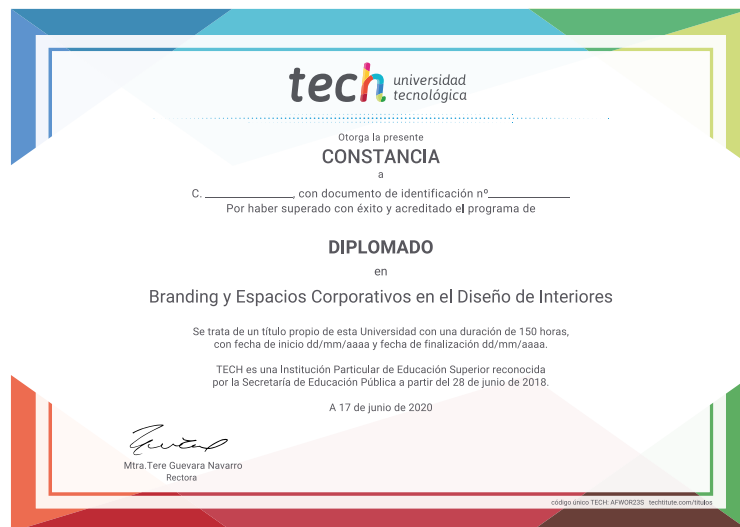 tech universidad
tecnológica
Otorga la presente
CONSTANCIA
a
C. ________________, con documento de identificación nº______________
Por haber superado con éxito y acreditado el programa de
DIPLOMADO
en
Branding y Espacios Corporativos en el Diseño de Interiores
Se trata de un título propio de esta Universidad con una duración de 150 horas,
con fecha de inicio dd/mm/aaaa y fecha de finalización dd/mm/aaaa.
TECH es una Institución Particular de Educación Superior reconocida
por la Secretaría de Educación Pública a partir del 28 de junio de 2018.
A 17 de junio de 2020
Mtra.Tere Guevara Navarro
Rectora
código único TECH: AFWOR23S techtitute.com/titulos